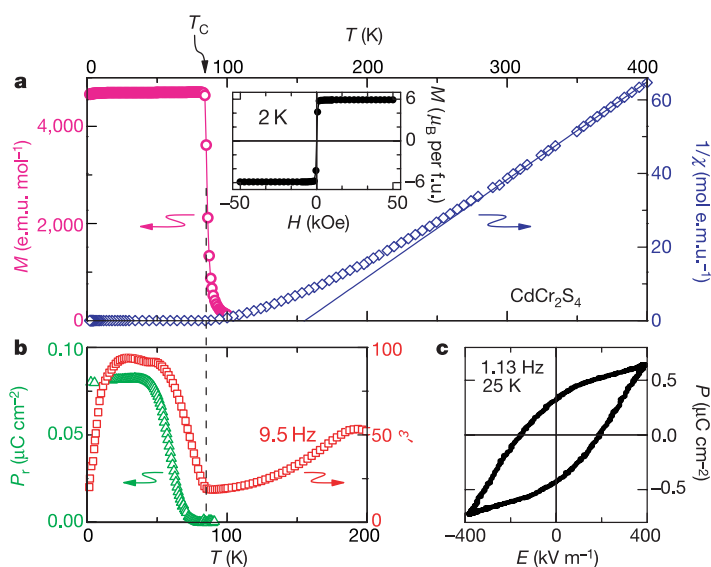 T_C
T (K)
0 100 200 250 300 350 400
a
4,000
2,000
0
M (e.m.u. mol⁻¹)
2 K
6
0
−6
M (μ_B per f.u.)
−50 0 50
H (kOe)
60
40
20
0
1/χ (mol e.m.u.⁻¹)
CdCr₂S₄
b
0.10
0.05
0.00
P_r (μC cm⁻²)
9.5 Hz
100
50
0
ε′
0 100 200
T (K)
c
1.13 Hz
25 K
0.5
0.0
−0.5
P (μC cm⁻²)
−400 0 400
E (kV m⁻¹)